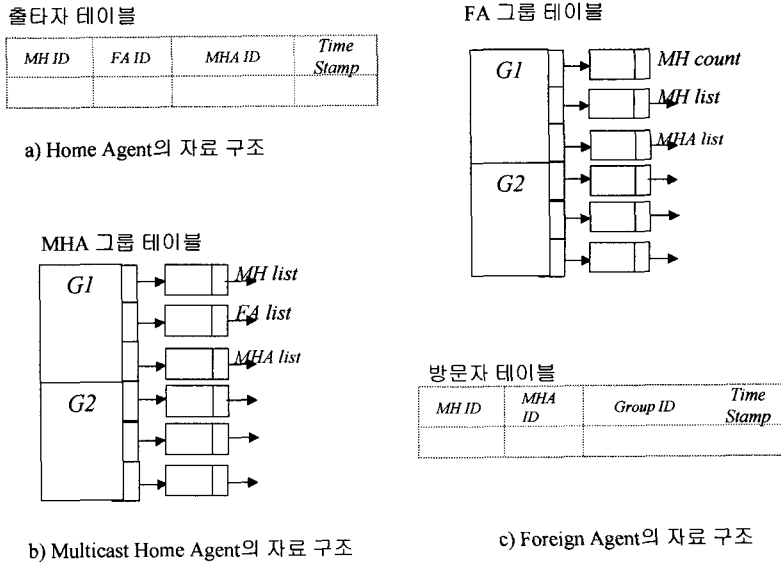 출타자 테이블
MH ID FA ID MHA ID Time Stamp
a) Home Agent의 자료 구조
MHA 그룹 테이블
G1
MH list
FA list
MHA list
G2
b) Multicast Home Agent의 자료 구조
FA 그룹 테이블
G1
MH count
MH list
MHA list
G2
방문자 테이블
MH ID MHA ID Group ID Time Stamp
c) Foreign Agent의 자료 구조